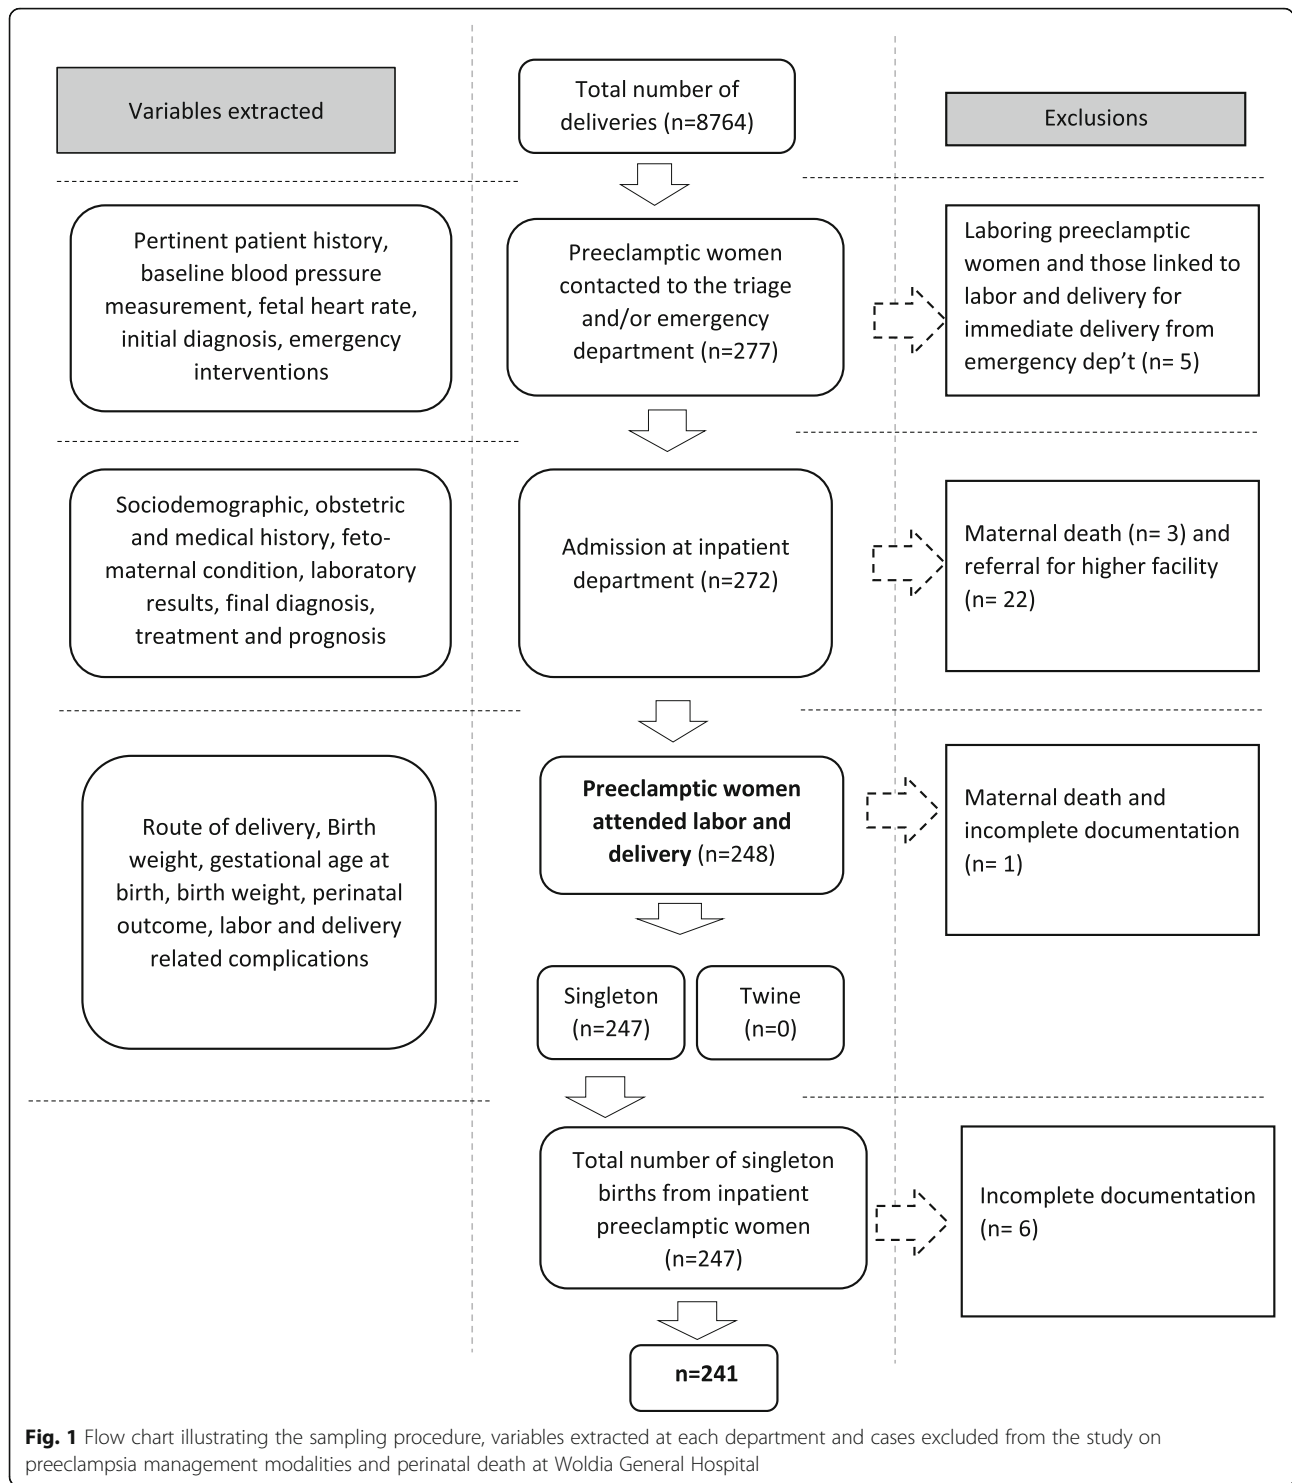 Variables extracted
Total number of
deliveries (n=8764)
Exclusions
Pertinent patient history,
baseline blood pressure
measurement, fetal heart rate,
initial diagnosis, emergency
interventions
Preeclamptic women
contacted to the triage
and/or emergency
department (n=277)
Laboring preeclamptic
women and those linked to
labor and delivery for
immediate delivery from
emergency dep’t (n= 5)
Sociodemographic, obstetric
and medical history, feto-
maternal condition, laboratory
results, final diagnosis,
treatment and prognosis
Admission at inpatient
department (n=272)
Maternal death (n= 3) and
referral for higher facility
(n= 22)
Route of delivery, Birth
weight, gestational age at
birth, birth weight, perinatal
outcome, labor and delivery
related complications
Preeclamptic women
attended labor and
delivery (n=248)
Maternal death and
incomplete documentation
(n= 1)
Singleton
(n=247)
Twine
(n=0)
Total number of singleton
births from inpatient
preeclamptic women
(n=247)
Incomplete documentation
(n= 6)
n=241
Fig. 1 Flow chart illustrating the sampling procedure, variables extracted at each department and cases excluded from the study on
preeclampsia management modalities and perinatal death at Woldia General Hospital